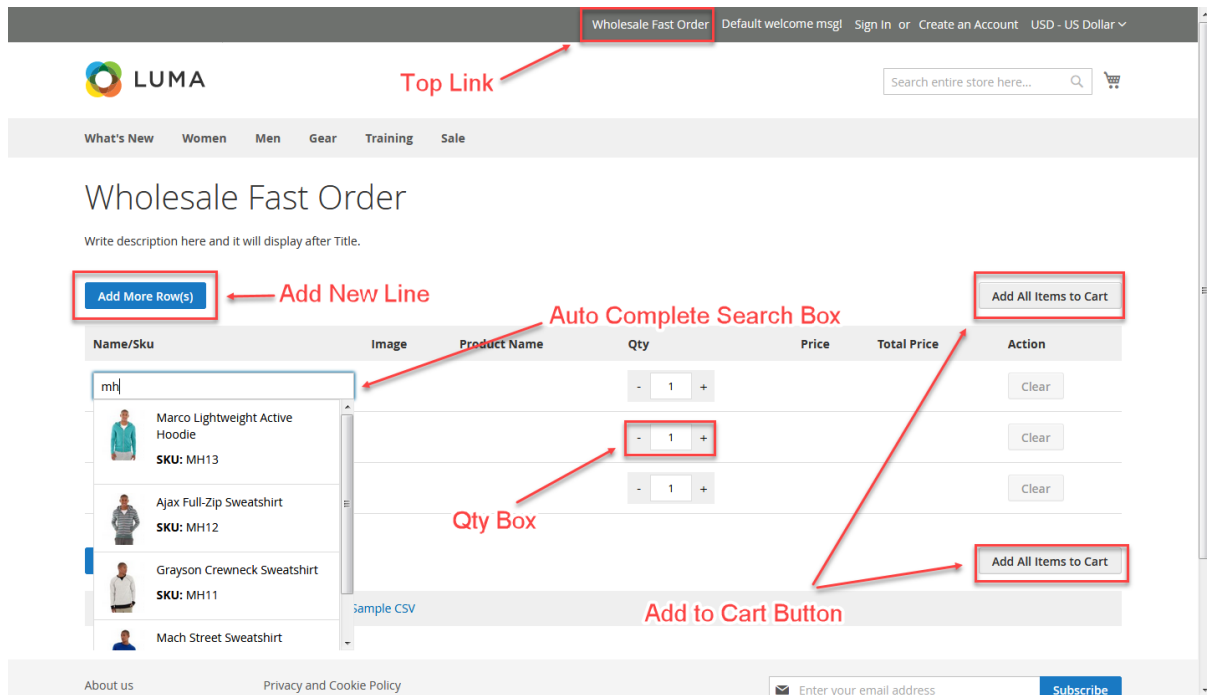 Wholesale Fast Order Default welcome msg! Sign In or Create an Account USD - US Dollar
Top Link
LUMA
Search entire store here...
What's New Women Men Gear Training Sale
Wholesale Fast Order
Write description here and it will display after Title.
Add More Row(s)
Add New Line
Add All Items to Cart
Auto Complete Search Box
Name/Sku Image Product Name Qty Price Total Price Action
mh
- 1 + Clear
Marco Lightweight Active
Hoodie
SKU: MH13
- 1 + Clear
Ajax Full-Zip Sweatshirt
SKU: MH12
- 1 + Clear
Qty Box
Grayson Crewneck Sweatshirt
SKU: MH11
Add All Items to Cart
Sample CSV
Add to Cart Button
Mach Street Sweatshirt
About us Privacy and Cookie Policy
Enter your email address Subscribe